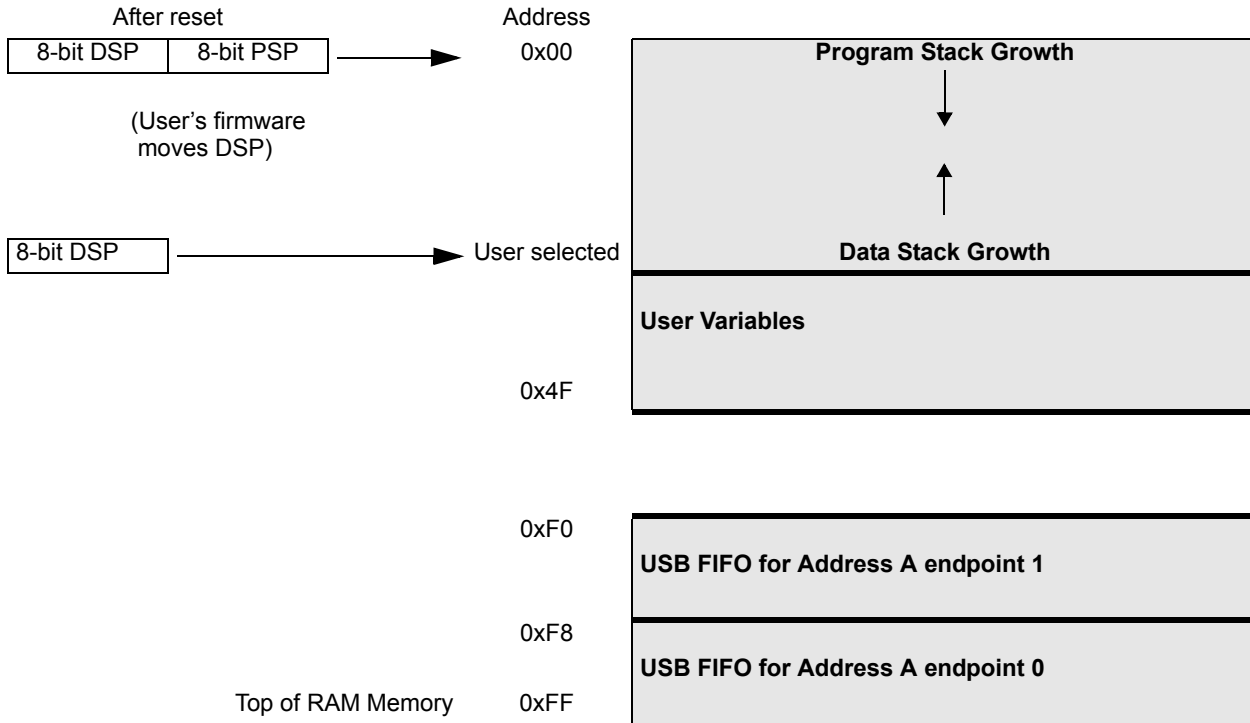 After reset
Address
8-bit DSP
8-bit PSP
0x00
Program Stack Growth
(User's firmware
moves DSP)
8-bit DSP
User selected
Data Stack Growth
User Variables
0x4F
0xF0
USB FIFO for Address A endpoint 1
0xF8
USB FIFO for Address A endpoint 0
Top of RAM Memory
0xFF